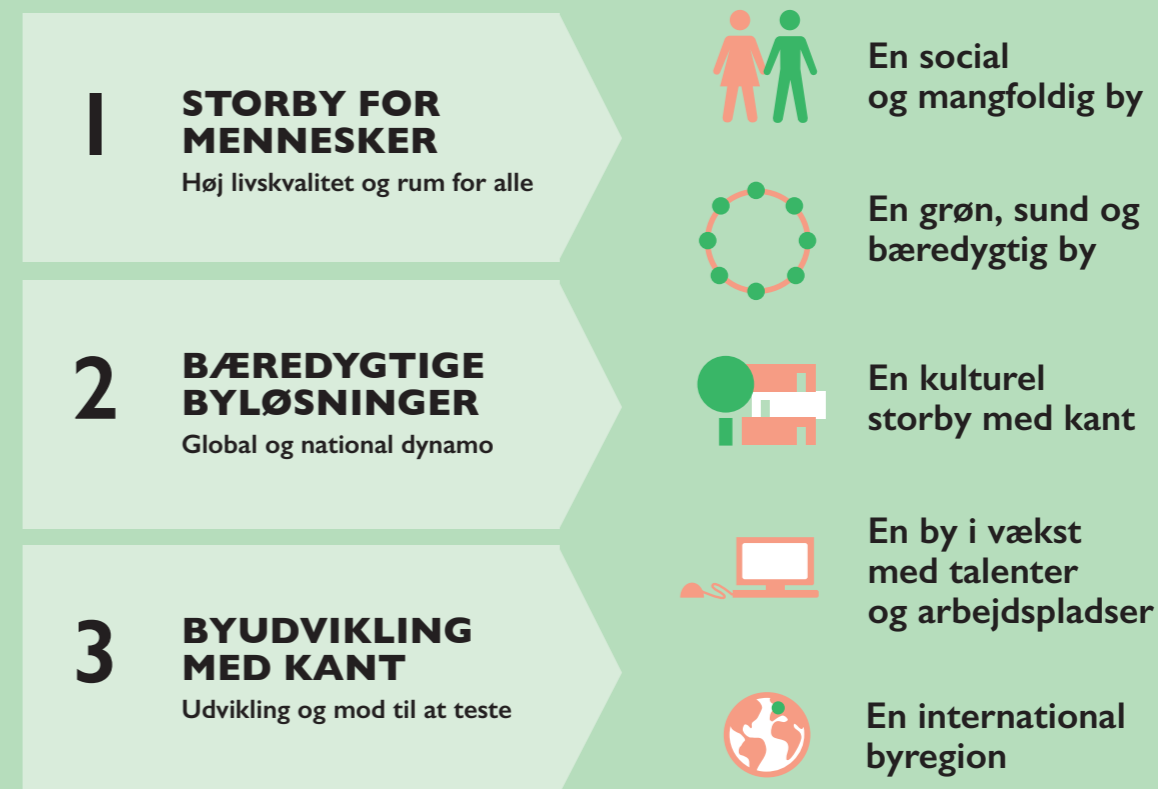 1
STORBY FOR
MENNESKER
Høj livskvalitet og rum for alle
2
BÆREDYGTIGE
BYLØSNINGER
Global og national dynamo
3
BYUDVIKLING
MED KANT
Udvikling og mod til at teste
En social
og mangfoldig by
En grøn, sund og
bæredygtig by
En kulturel
storby med kant
En by i vækst
med talenter
og arbejdspladser
En international
byregion